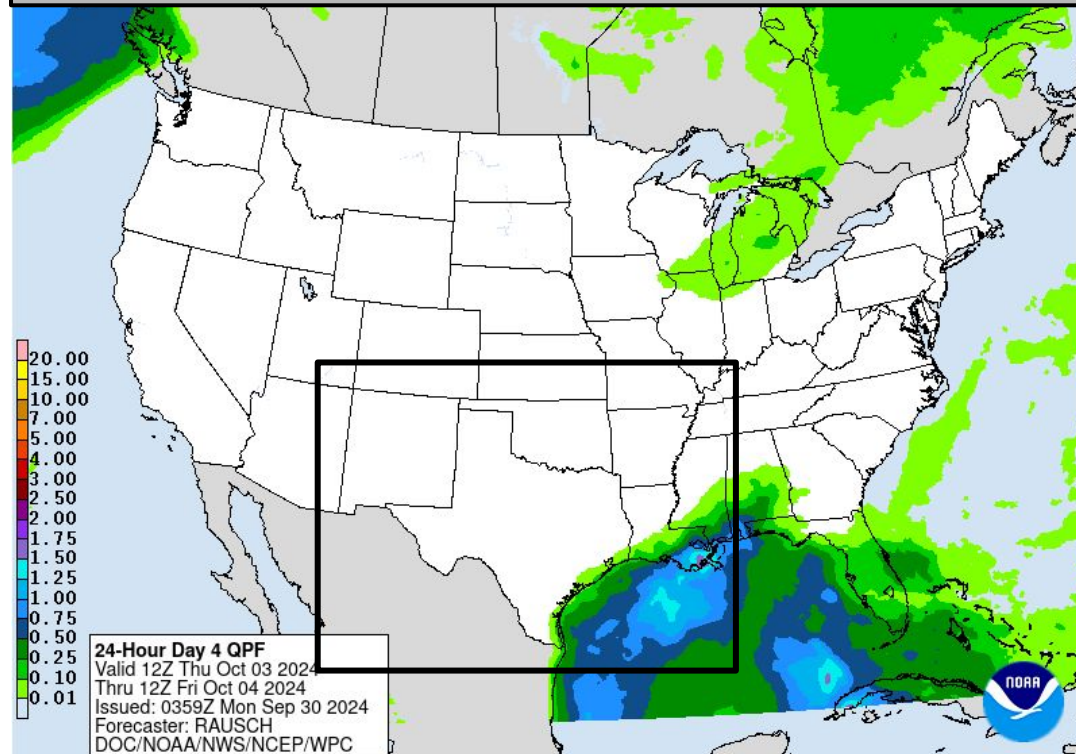 20.00
15.00
10.00
7.00
5.00
4.00
3.00
2.50
2.00
1.75
1.50
1.25
1.00
0.75
0.50
0.25
0.10
0.01
24-Hour Day 4 QPF
Valid 12Z Thu Oct 03 2024
Thru 12Z Fri Oct 04 2024
Issued: 0359Z Mon Sep 30 2024
Forecaster: RAUSCH
DOC/NOAA/NWS/NCEP/WPC
NOAA